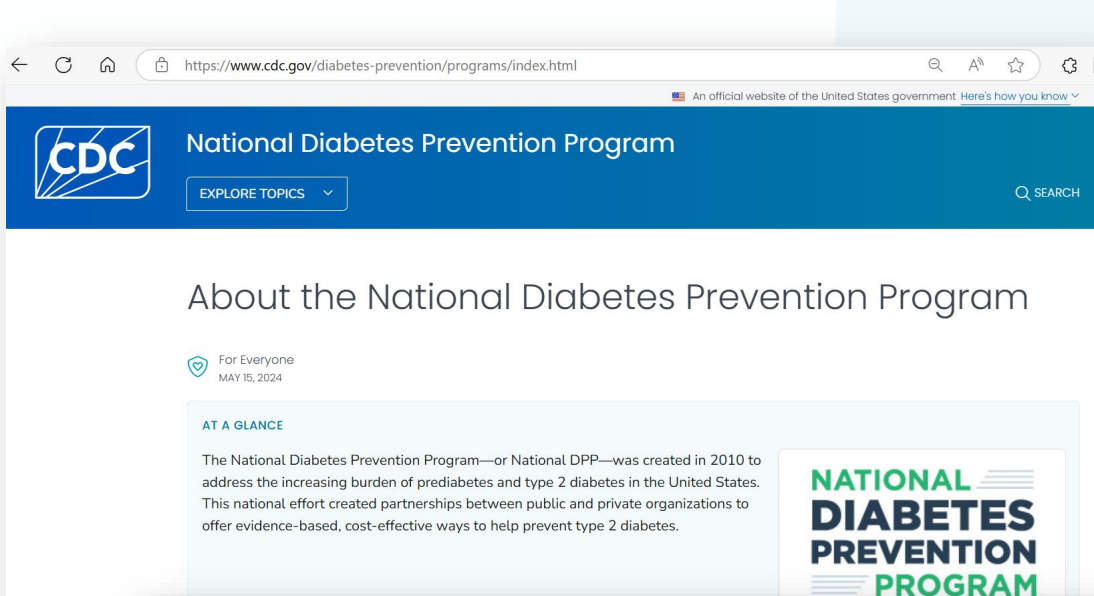 https://www.cdc.gov/diabetes-prevention/programs/index.html
An official website of the United States government Here's how you know
CDC
National Diabetes Prevention Program
EXPLORE TOPICS
SEARCH
About the National Diabetes Prevention Program
For Everyone
MAY 15, 2024
AT A GLANCE
The National Diabetes Prevention Program—or National DPP—was created in 2010 to
address the increasing burden of prediabetes and type 2 diabetes in the United States.
This national effort created partnerships between public and private organizations to
offer evidence-based, cost-effective ways to help prevent type 2 diabetes.
NATIONAL
DIABETES
PREVENTION
PROGRAM